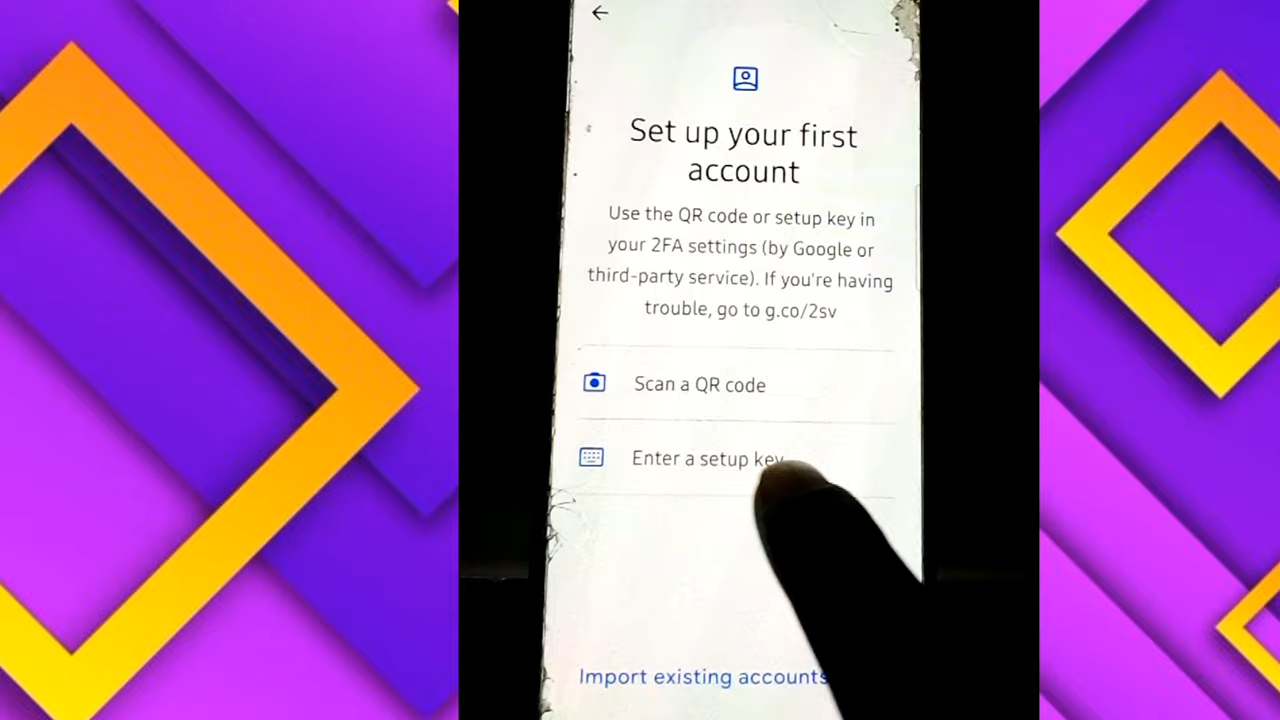 Set up your first
account
Use the QR code or setup key in
your 2FA settings (by Google or
third-party service). If you're having
trouble, go to g.co/2sv
Scan a QR code
Enter a setup key
Import existing accounts